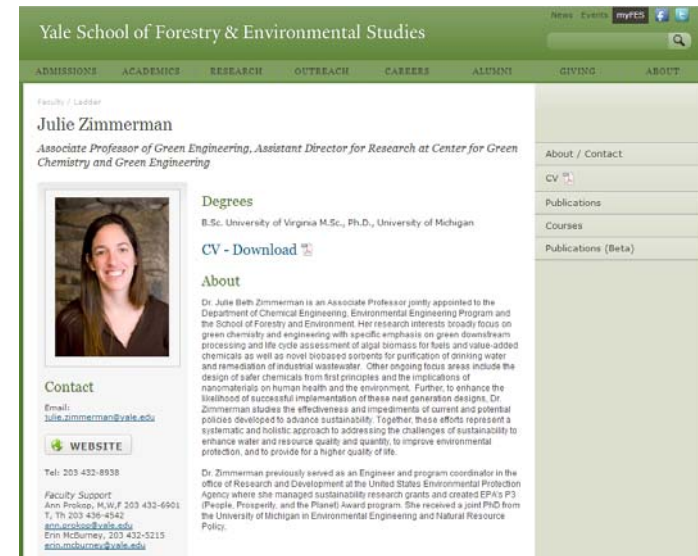 News Events myFES
Yale School of Forestry & Environmental Studies
ADMISSIONS ACADEMICS RESEARCH OUTREACH CAREERS ALUMNI GIVING ABOUT
Faculty / Ladder
Julie Zimmerman
Associate Professor of Green Engineering, Assistant Director for Research at Center for Green
Chemistry and Green Engineering
Degrees
B.Sc. University of Virginia M.Sc., Ph.D., University of Michigan
CV - Download
About
Dr. Julie Beth Zimmerman is an Associate Professor jointly appointed to the
Department of Chemical Engineering, Environmental Engineering Program and
the School of Forestry and Environment. Her research interests broadly focus on
green chemistry and engineering with specific emphasis on green downstream
processing and life cycle assessment of algal biomass for fuels and value-added
chemicals as well as novel biobased sorbents for purification of drinking water
and remediation of industrial wastewater. Other ongoing focus areas include the
design of safer chemicals from first principles and the implications of
nanomaterials on human health and the environment. Further, to enhance the
likelihood of successful implementation of these next generation designs, Dr.
Zimmerman studies the effectiveness and impediments of current and potential
policies developed to advance sustainability. Together, these efforts represent a
systematic and holistic approach to addressing the challenges of sustainability to
enhance water and resource quality and quantity, to improve environmental
protection, and to provide for a higher quality of life.
Dr. Zimmerman previously served as an Engineer and program coordinator in the
office of Research and Development at the United States Environmental Protection
Agency where she managed sustainability research grants and created EPA's P3
(People, Prosperity, and the Planet) Award program. She received a joint PhD from
the University of Michigan in Environmental Engineering and Natural Resource
Policy.
Contact
Email:
julie.zimmerman@yale.edu
WEBSITE
Tel: 203 432-8938
Faculty Support
Ann Prokop, M,W,F 203 432-6901
T, Th 203 436-4542
ann.prokop@yale.edu
Erin McBurney, 203 432-5215
erin.mcburney@yale.edu
About / Contact
CV
Publications
Courses
Publications (Beta)